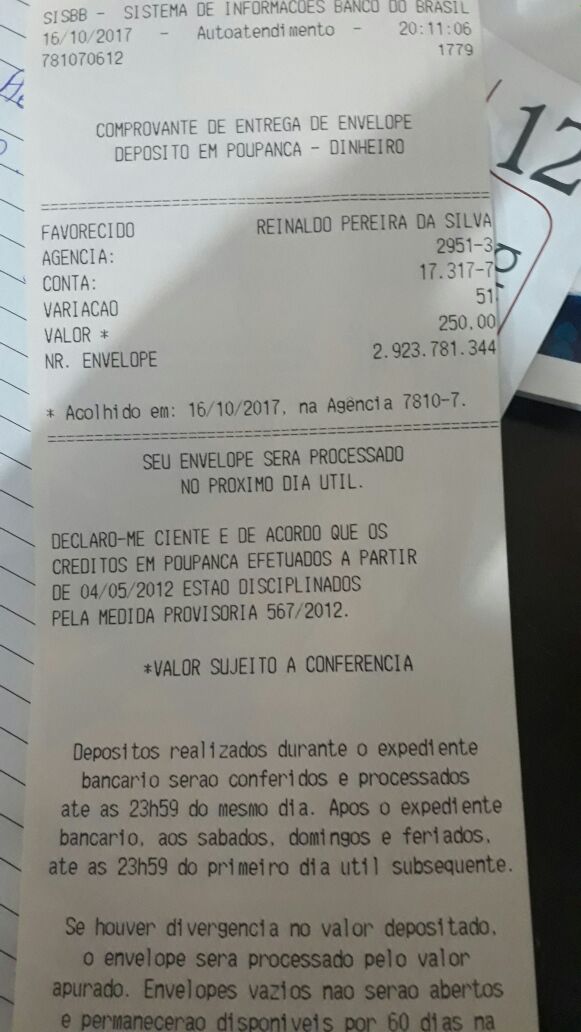 SISBB - SISTEMA DE INFORMACOES BANCO DO BRASIL
16/10/2017 - Autoatendimento - 20:11:06
781070612 1779
COMPROVANTE DE ENTREGA DE ENVELOPE
DEPOSITO EM POUPANCA - DINHEIRO
FAVORECIDO REINALDO PEREIRA DA SILVA
AGENCIA: 2951-3
CONTA: 17.317-7
VARIACAO 51
VALOR * 250,00
NR. ENVELOPE 2.923.781.344
* Acolhido em: 16/10/2017, na Agência 7810-7.
SEU ENVELOPE SERA PROCESSADO
NO PROXIMO DIA UTIL.
DECLARO-ME CIENTE E DE ACORDO QUE OS
CREDITOS EM POUPANCA EFETUADOS A PARTIR
DE 04/05/2012 ESTAO DISCIPLINADOS
PELA MEDIDA PROVISORIA 567/2012.
*VALOR SUJEITO A CONFERENCIA
Depositos realizados durante o expediente
bancario serao conferidos e processados
ate as 23h59 do mesmo dia. Apos o expediente
bancario, aos sabados, domingos e feriados,
ate as 23h59 do primeiro dia util subsequente.
Se houver divergencia no valor depositado,
o envelope sera processado pelo valor
apurado. Envelopes vazios nao serao abertos
e permanecerao disponiveis por 60 dias na
12